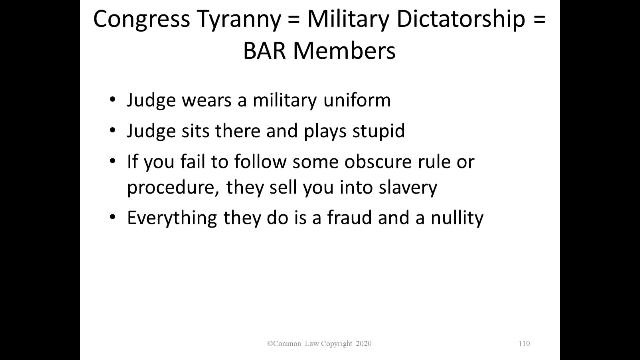 Congress Tyranny = Military Dictatorship =
BAR Members
• Judge wears a military uniform
• Judge sits there and plays stupid
• If you fail to follow some obscure rule or
procedure, they sell you into slavery
• Everything they do is a fraud and a nullity
©Common Law Copyright 2020
110